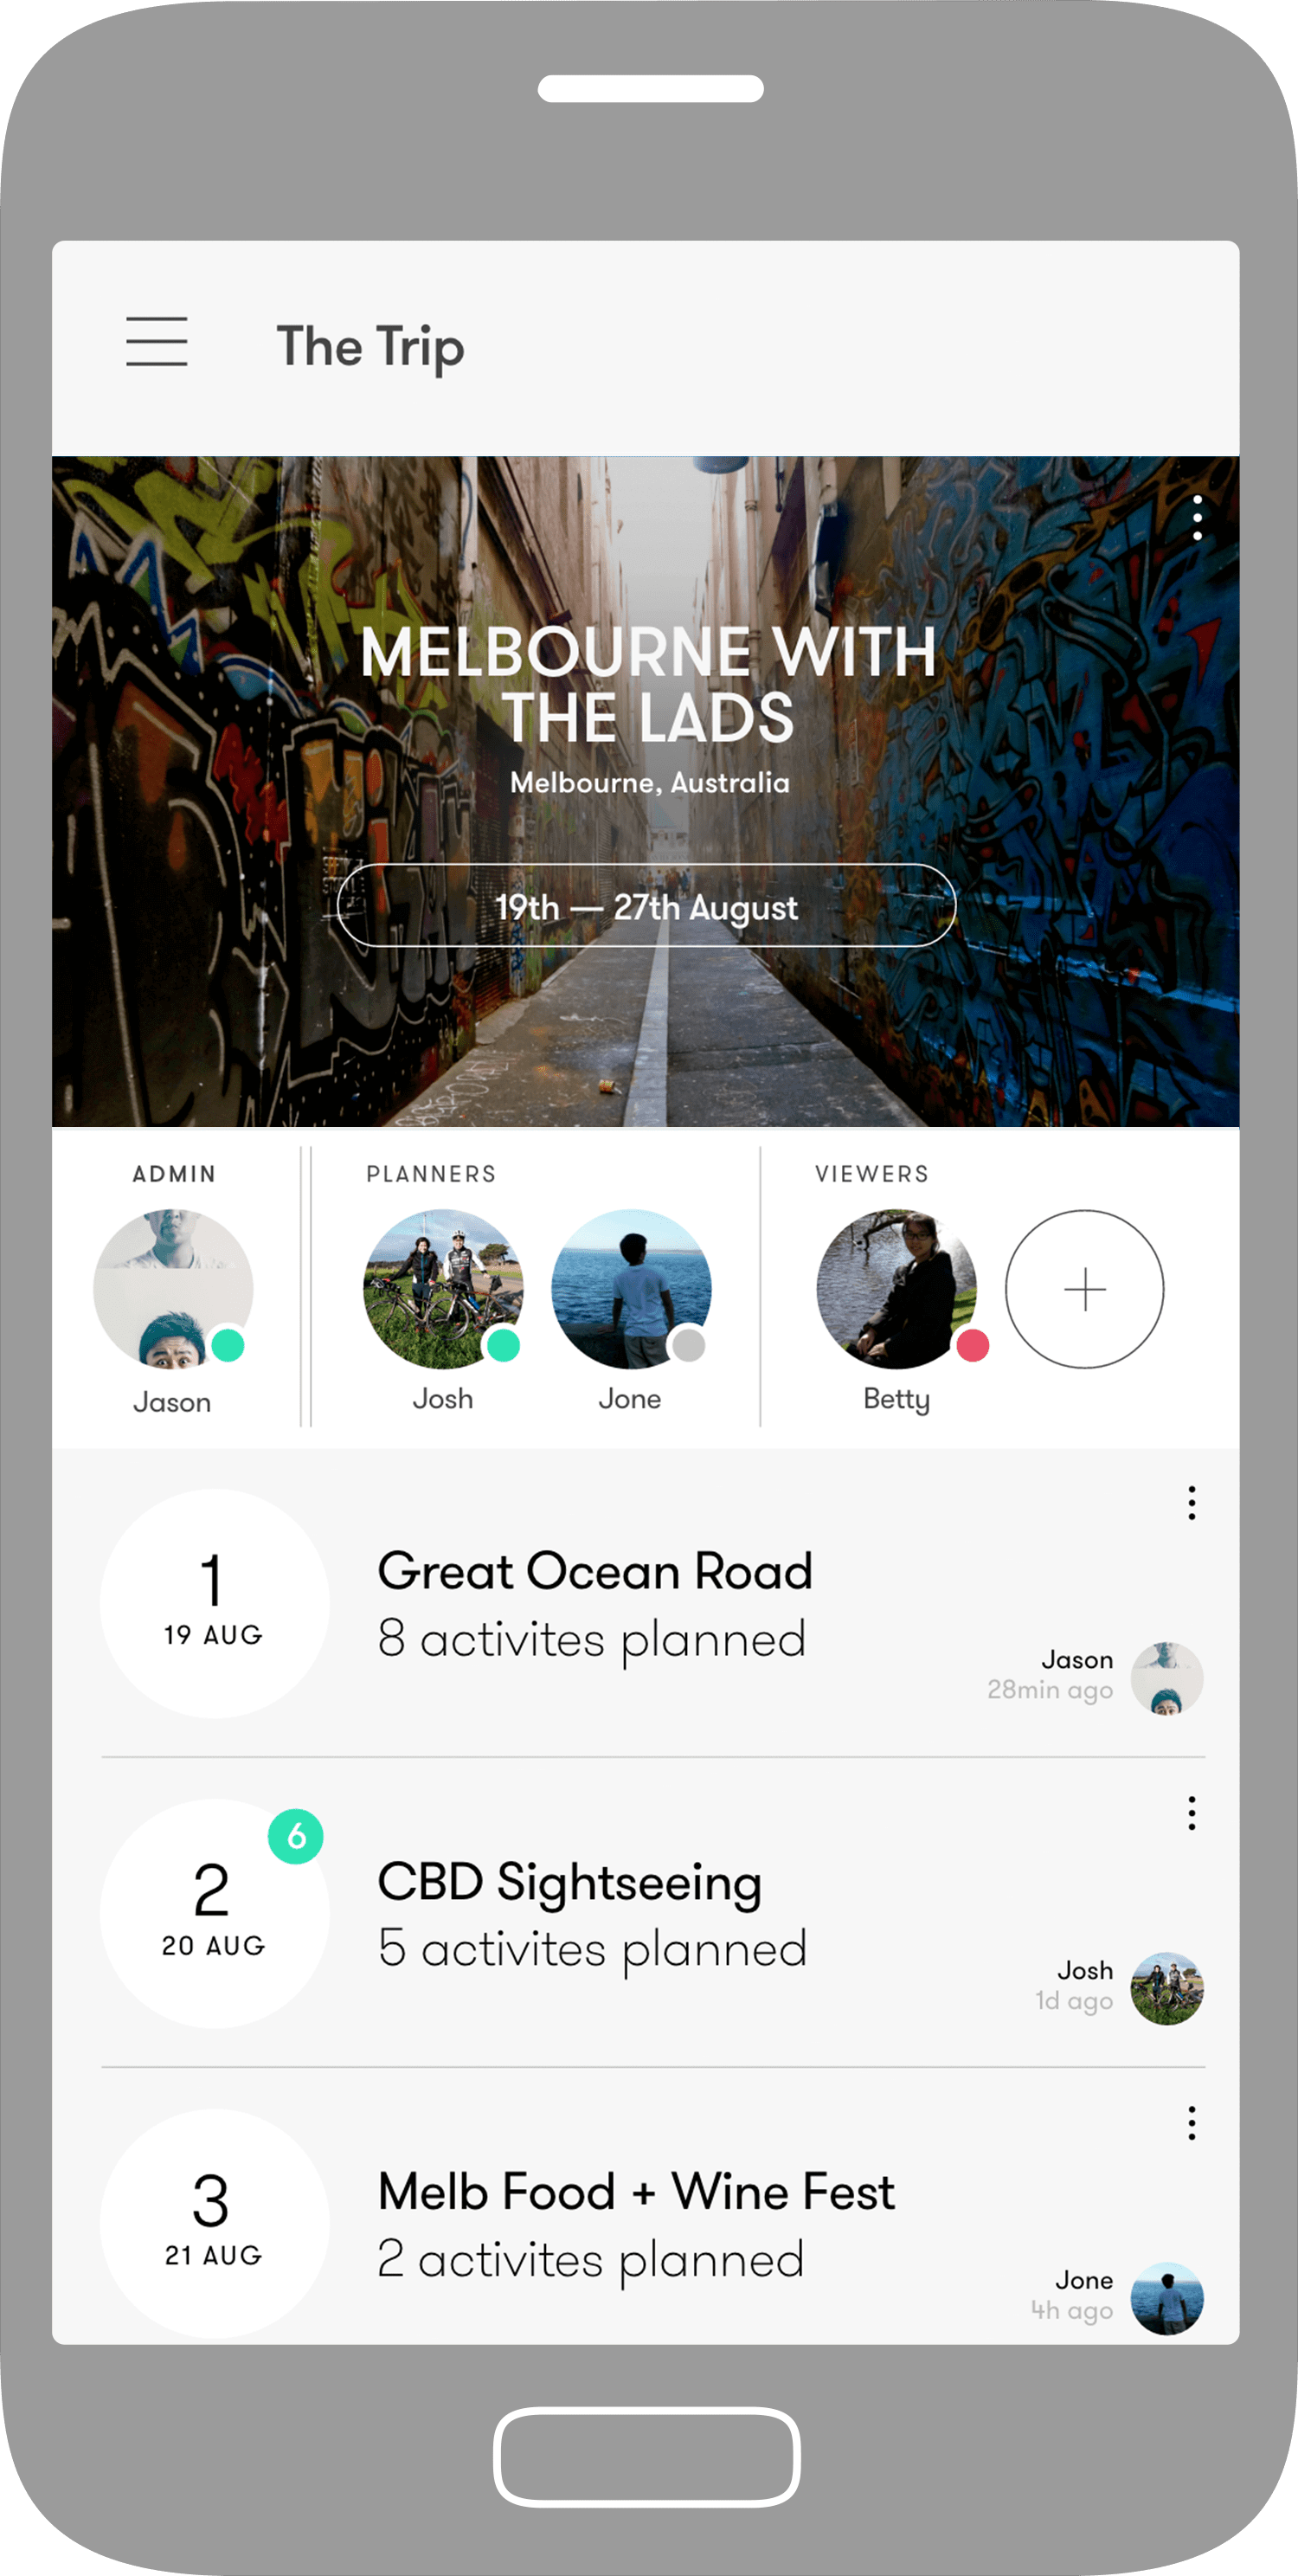 The Trip
MELBOURNE WITH
THE LADS
Melbourne, Australia
19th — 27th August
ADMIN
PLANNERS
VIEWERS
Jason
Josh
Jone
Betty
1
19 AUG
Great Ocean Road
8 activites planned
Jason
28min ago
6
2
20 AUG
CBD Sightseeing
5 activites planned
Josh
1d ago
3
21 AUG
Melb Food + Wine Fest
2 activites planned
Jone
4h ago